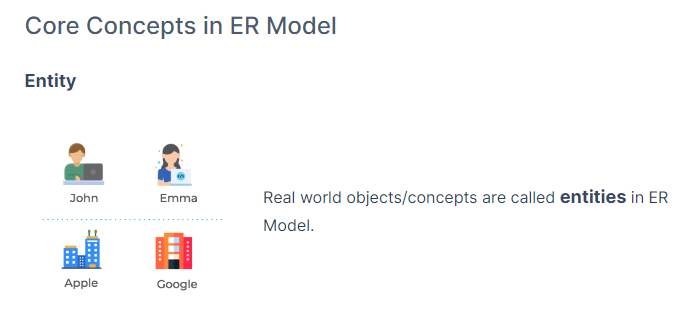 Core Concepts in ER Model
Entity
John
Emma
Real world objects/concepts are called entities in ER
Model.
Apple
Google